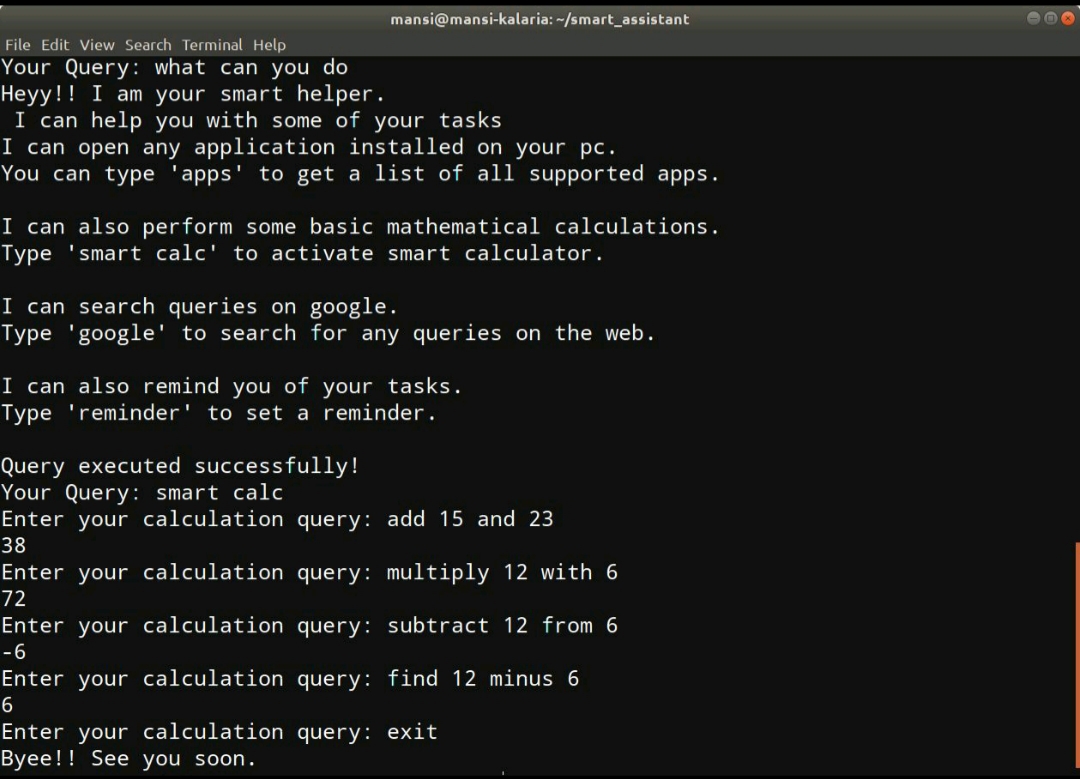 mansi@mansi-kalaria: ~/smart_assistant
File Edit View Search Terminal Help
Your Query: what can you do
Heyy!! I am your smart helper.
 I can help you with some of your tasks
I can open any application installed on your pc.
You can type 'apps' to get a list of all supported apps.

I can also perform some basic mathematical calculations.
Type 'smart calc' to activate smart calculator.

I can search queries on google.
Type 'google' to search for any queries on the web.

I can also remind you of your tasks.
Type 'reminder' to set a reminder.

Query executed successfully!
Your Query: smart calc
Enter your calculation query: add 15 and 23
38
Enter your calculation query: multiply 12 with 6
72
Enter your calculation query: subtract 12 from 6
-6
Enter your calculation query: find 12 minus 6
6
Enter your calculation query: exit
Byee!! See you soon.